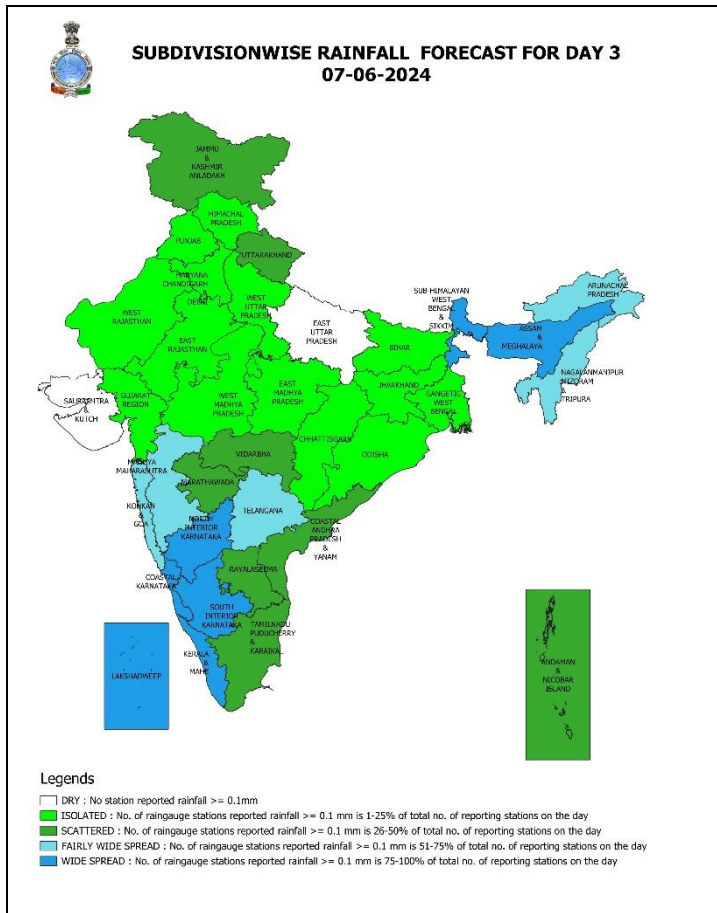 SUBDIVISIONWISE RAINFALL FORECAST FOR DAY 3
07-06-2024
JAMMU
&
KASHMIR
ANLADAKH
HIMACHAL
PRADESH
PUNJAB
UTTARAKHAND
HARYANA
CHANDIGARH
&
DELHI
WEST
UTTAR
PRADESH
WEST
RAJASTHAN
EAST
RAJASTHAN
EAST
UTTAR
PRADESH
SUB-HIMALAYAN
WEST
BENGAL
&
SIKKIM
ARUNACHAL
PRADESH
ASSAM
&
MEGHALAYA
NAGALANMANIPUR
MIZORAM
&
TRIPURA
BIHAR
JHARKHAND
GANGETIC
WEST
BENGAL
SAURASHTRA
&
KUTCH
GUJARAT
REGION
WEST
MADHYA
PRADESH
EAST
MADHYA
PRADESH
CHHATTISGARH
ODISHA
VIDARBHA
MADHYA
MAHARASHTRA
MARATHAWADA
KONKAN
&
GOA
NORTH
INTERIOR
KARNATAKA
TELANGANA
COASTAL
ANDHRA
PRADESH
&
YANAM
RAYALASEEMA
COASTAL
KARNATAKA
SOUTH
INTERIOR
KARNATAKA
TAMILNADU
PUDUCHERRY
&
KARAIKAL
KERALA
&
MAHE
LAKSHADWEEP
ANDAMAN
&
NICOBAR
ISLAND
Legends
DRY : No station reported rainfall >= 0.1mm
ISOLATED : No. of raingauge stations reported rainfall >= 0.1 mm is 1-25% of total no. of reporting stations on the day
SCATTERED : No. of raingauge stations reported rainfall >= 0.1 mm is 26-50% of total no. of reporting stations on the day
FAIRLY WIDE SPREAD : No. of raingauge stations reported rainfall >= 0.1 mm is 51-75% of total no. of reporting stations on the day
WIDE SPREAD : No. of raingauge stations reported rainfall >= 0.1 mm is 75-100% of total no. of reporting stations on the day